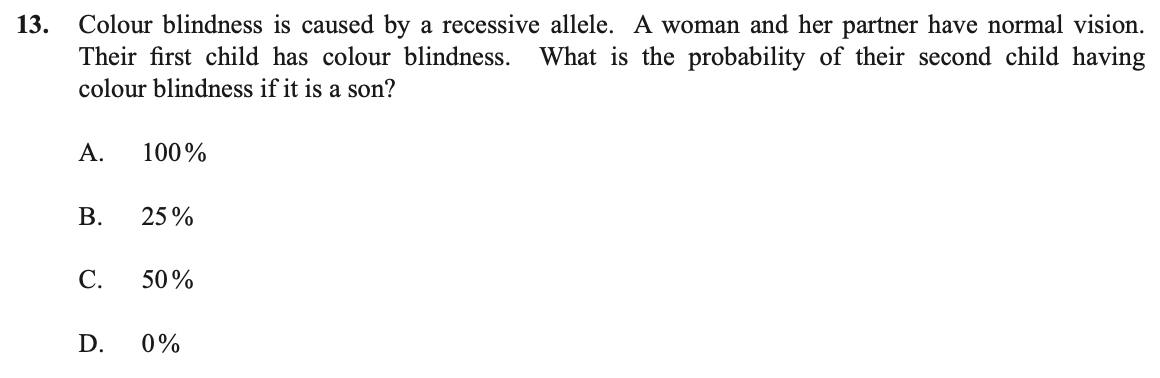 13. Colour blindness is caused by a recessive allele. A woman and her partner have normal vision.
Their first child has colour blindness. What is the probability of their second child having
colour blindness if it is a son?
A. 100%
B. 25%
C. 50%
D. 0%